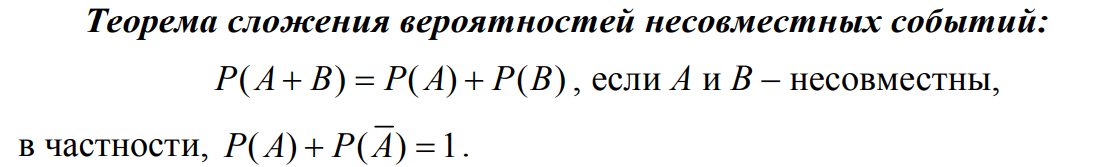 Теорема сложения вероятностей несовместных событий:
P(A + B) = P(A) + P(B), если A и B – несовместны,
в частности, P(A) + P(A̅) = 1.